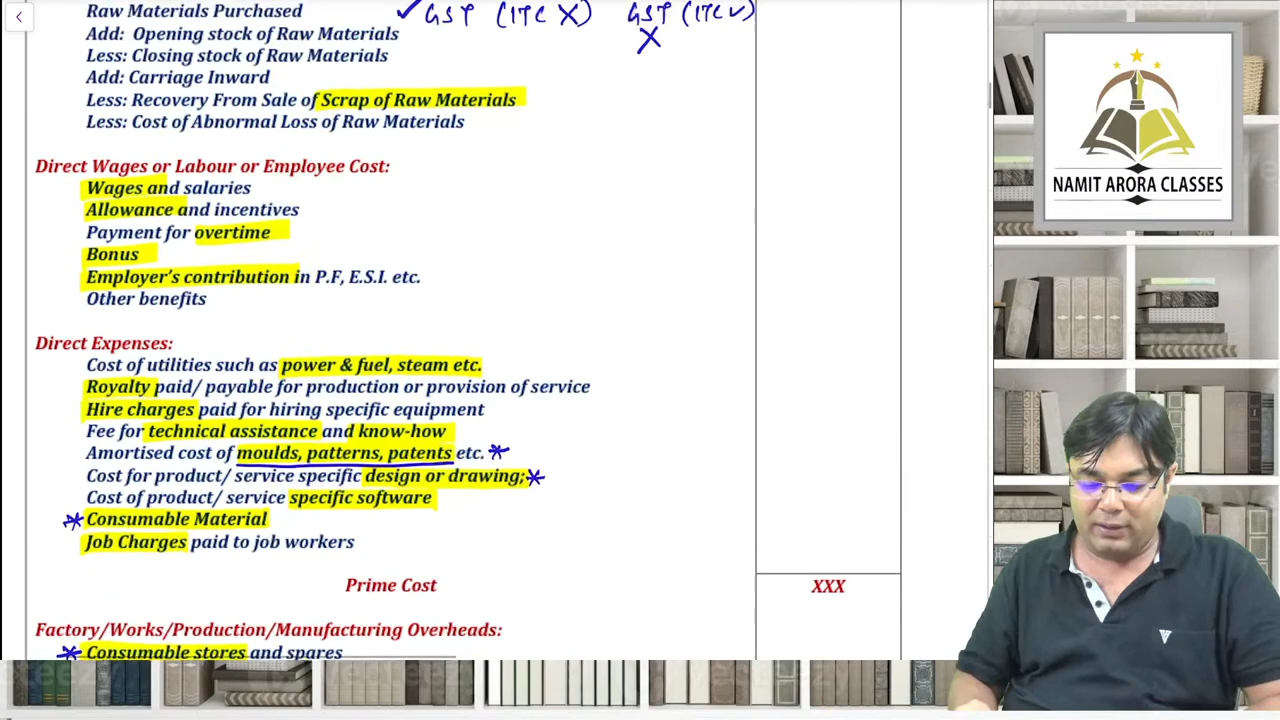 Raw Materials Purchased ✓ GST (ITC X) GST (ITC ✓)
X
Add: Opening stock of Raw Materials
Less: Closing stock of Raw Materials
Add: Carriage Inward
Less: Recovery From Sale of Scrap of Raw Materials
Less: Cost of Abnormal Loss of Raw Materials
Direct Wages or Labour or Employee Cost:
Wages and salaries
Allowance and incentives
Payment for overtime
Bonus
Employer's contribution in P.F, E.S.I. etc.
Other benefits
Direct Expenses:
Cost of utilities such as power & fuel, steam etc.
Royalty paid/ payable for production or provision of service
Hire charges paid for hiring specific equipment
Fee for technical assistance and know-how
Amortised cost of moulds, patterns, patents etc. *
Cost for product/ service specific design or drawing; *
Cost of product/ service specific software
* Consumable Material
Job Charges paid to job workers
Prime Cost XXX
Factory/Works/Production/Manufacturing Overheads:
* Consumable stores and spares
NAMIT ARORA CLASSES